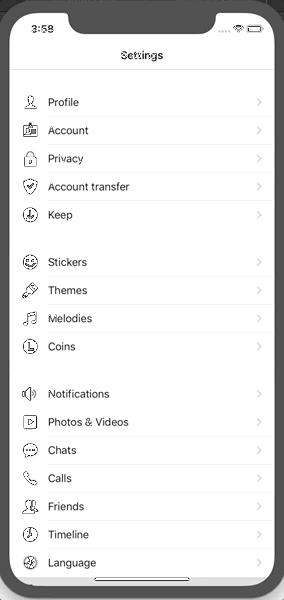 3:58
Settings
Profile
Account
Privacy
Account transfer
Keep
Stickers
Themes
Melodies
Coins
Notifications
Photos & Videos
Chats
Calls
Friends
Timeline
Language